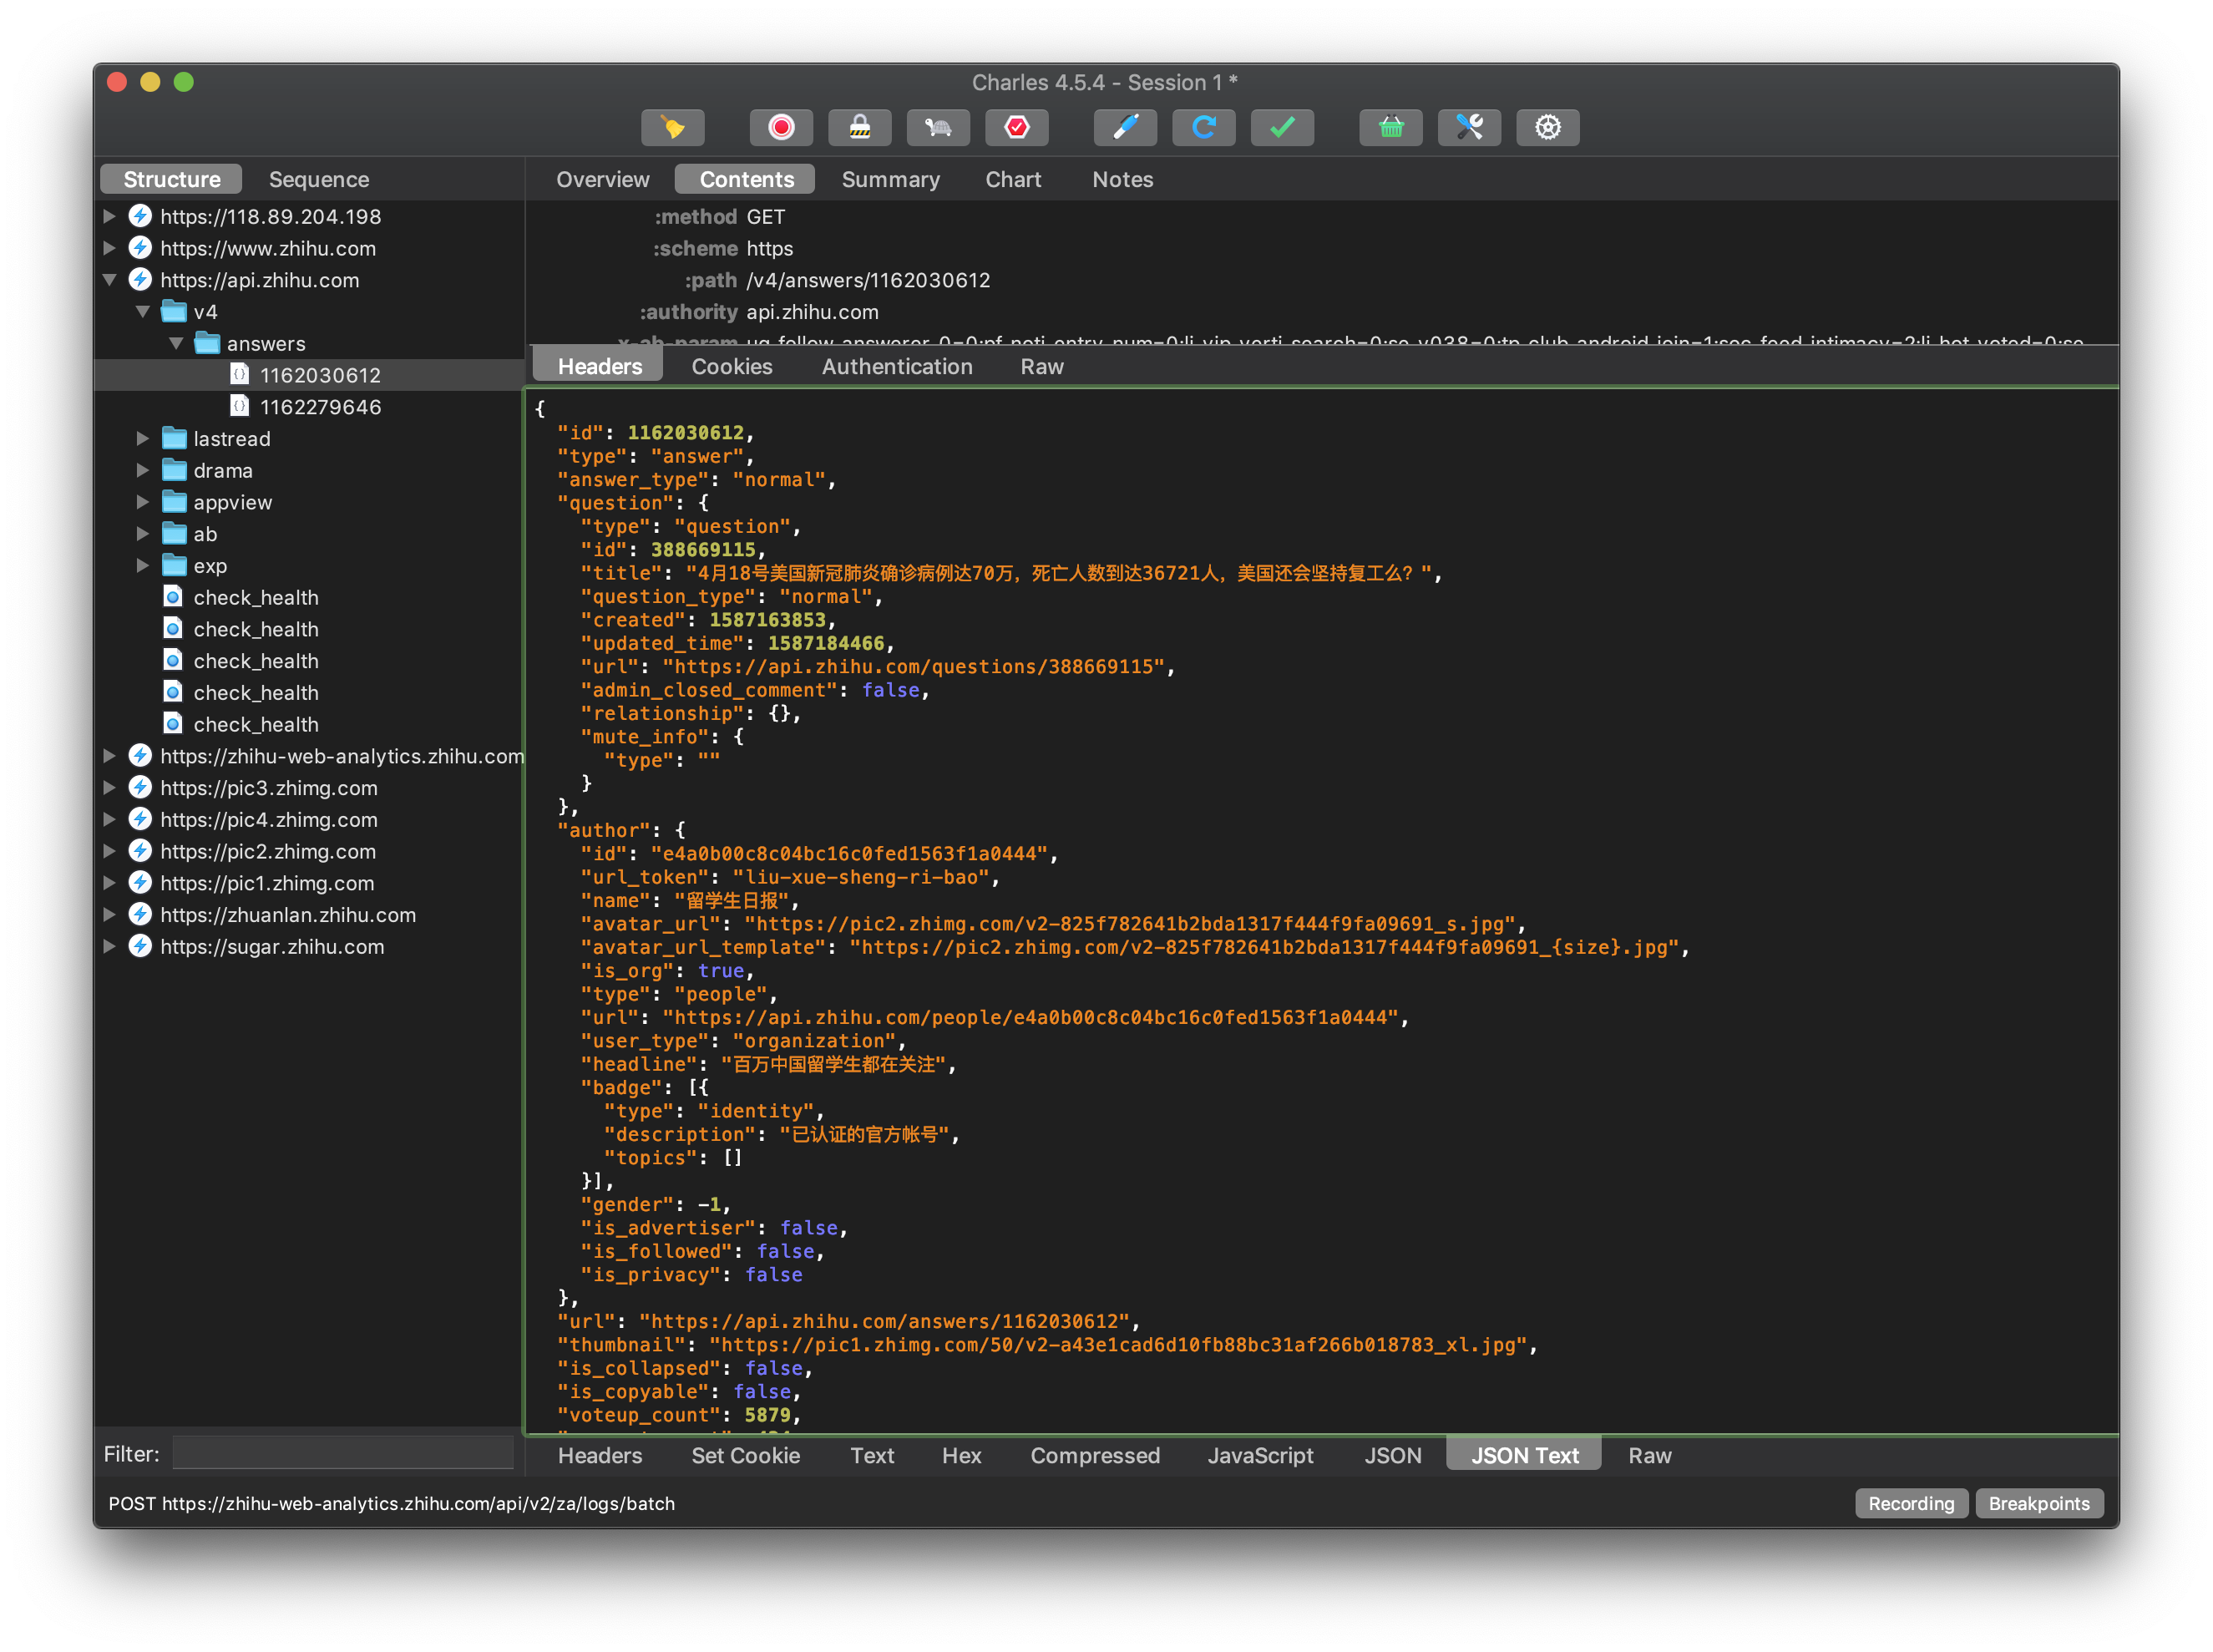 Charles 4.5.4 - Session 1 *
Structure
Sequence
https://118.89.204.198
https://www.zhihu.com
https://api.zhihu.com
v4
answers
1162030612
1162279646
lastread
drama
appview
ab
exp
check_health
check_health
check_health
check_health
check_health
https://zhihu-web-analytics.zhihu.com
https://pic3.zhimg.com
https://pic4.zhimg.com
https://pic2.zhimg.com
https://pic1.zhimg.com
https://zhuanlan.zhihu.com
https://sugar.zhihu.com
Filter:
Overview
Contents
Summary
Chart
Notes
:method GET
:scheme https
:path /v4/answers/1162030612
:authority api.zhihu.com
Headers
Cookies
Authentication
Raw
{
"id": 1162030612,
"type": "answer",
"answer_type": "normal",
"question": {
"type": "question",
"id": 388669115,
"title": "4月18号美国新冠肺炎确诊病例达70万，死亡人数到达36721人，美国还会坚持复工么？",
"question_type": "normal",
"created": 1587163853,
"updated_time": 1587184466,
"url": "https://api.zhihu.com/questions/388669115",
"admin_closed_comment": false,
"relationship": {},
"mute_info": {
"type": ""
}
},
"author": {
"id": "e4a0b00c8c04bc16c0fed1563f1a0444",
"url_token": "liu-xue-sheng-ri-bao",
"name": "留学生日报",
"avatar_url": "https://pic2.zhimg.com/v2-825f782641b2bda1317f444f9fa09691_s.jpg",
"avatar_url_template": "https://pic2.zhimg.com/v2-825f782641b2bda1317f444f9fa09691_{size}.jpg",
"is_org": true,
"type": "people",
"url": "https://api.zhihu.com/people/e4a0b00c8c04bc16c0fed1563f1a0444",
"user_type": "organization",
"headline": "百万中国留学生都在关注",
"badge": [{
"type": "identity",
"description": "已认证的官方帐号",
"topics": []
}],
"gender": -1,
"is_advertiser": false,
"is_followed": false,
"is_privacy": false
},
"url": "https://api.zhihu.com/answers/1162030612",
"thumbnail": "https://pic1.zhimg.com/50/v2-a43e1cad6d10fb88bc31af266b018783_xl.jpg",
"is_collapsed": false,
"is_copyable": false,
"voteup_count": 5879,
Headers
Set Cookie
Text
Hex
Compressed
JavaScript
JSON
JSON Text
Raw
POST https://zhihu-web-analytics.zhihu.com/api/v2/za/logs/batch
Recording
Breakpoints